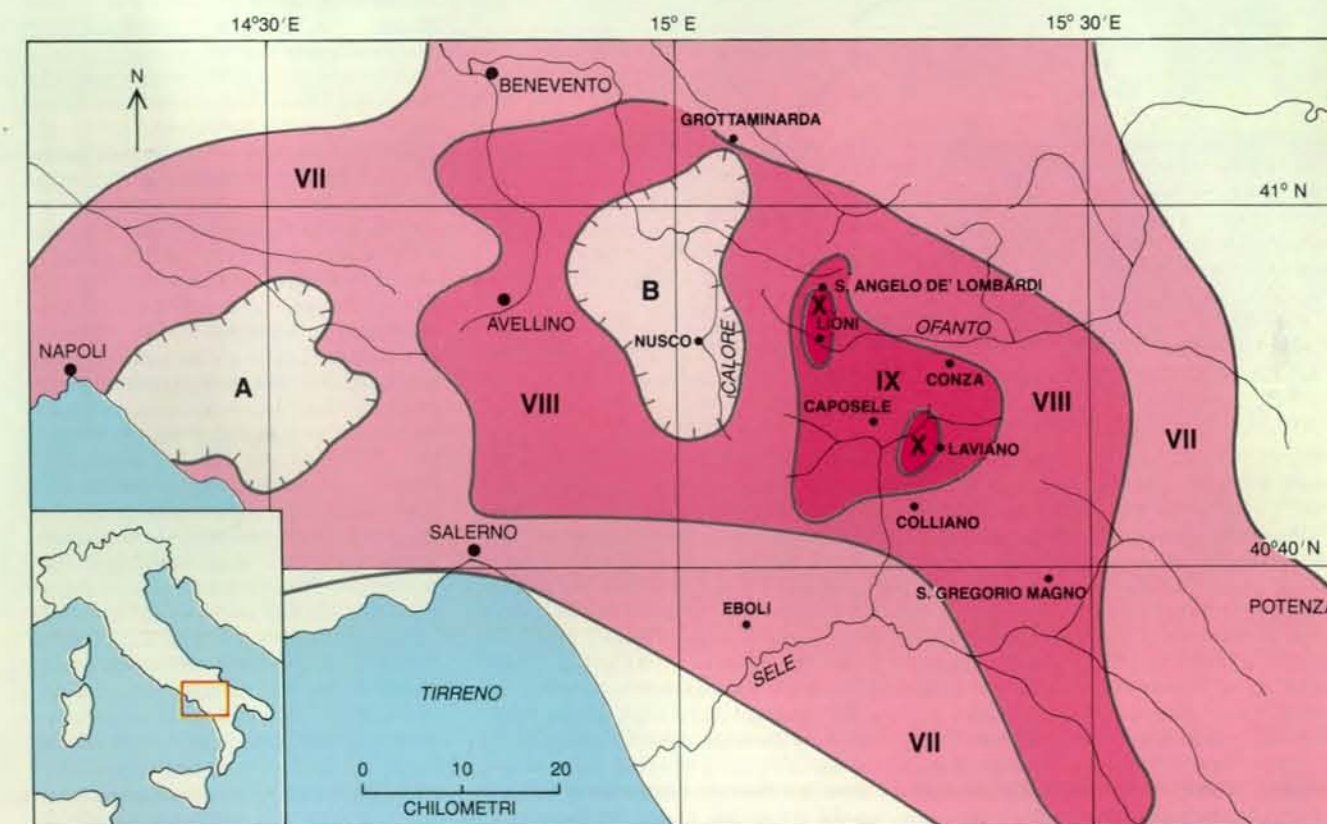 14°30′E
15° E
15° 30′E
N
BENEVENTO
GROTTAMINARDA
VII
41° N
B
S. ANGELO DE' LOMBARDI
X
A
AVELLINO
LIONI
OFANTO
NAPOLI
NUSCO
CALORE
IX
CONZA
VIII
CAPOSELE
VIII
VII
X
LAVIANO
COLLIANO
SALERNO
40°40′N
S. GREGORIO MAGNO
EBOLI
POTENZA
SELE
TIRRENO
VII
0 10 20
CHILOMETRI